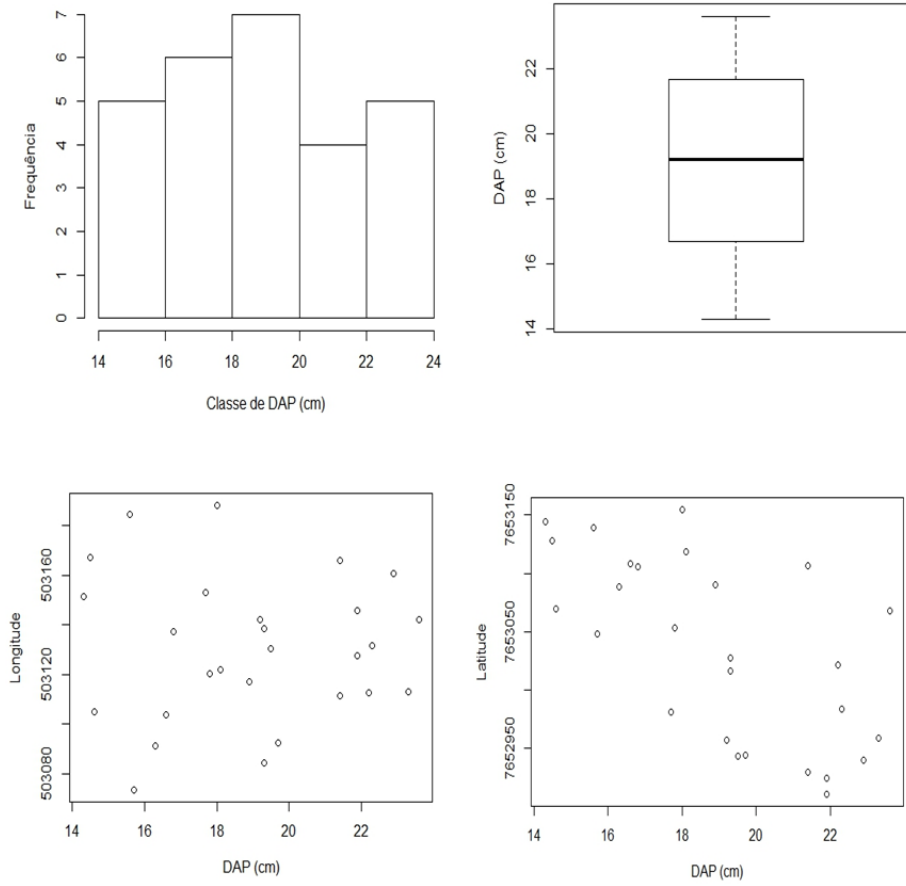 7
6
5
4
3
2
1
0
Frequência
14 16 18 20 22 24
Classe de DAP (cm)
22
20
18
16
14
DAP (cm)
503160
503120
503080
Longitude
14 16 18 20 22
DAP (cm)
7653150
7653050
7652950
Latitude
14 16 18 20 22
DAP (cm)